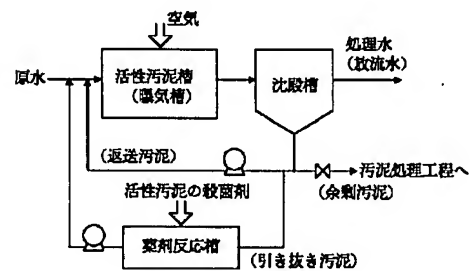 空気
原水
活性汚泥槽
(曝気槽)
沈殿槽
処理水
(放流水)
(返送汚泥)
汚泥処理工程へ
(余剰汚泥)
活性汚泥の殺菌剤
薬剤反応槽
(引き抜き汚泥)